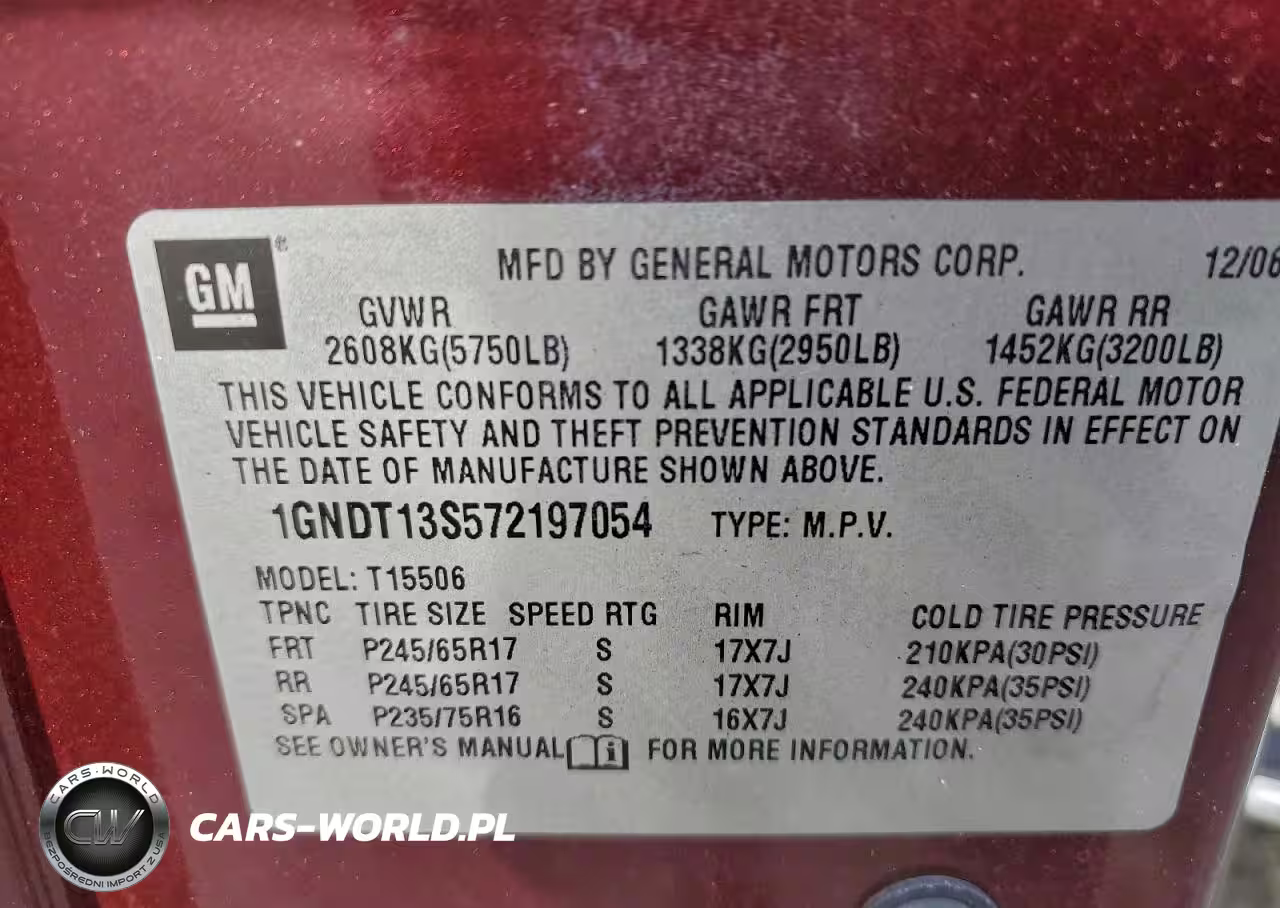 GM®
MFD BY GENERAL MOTORS CORP. 12/06
GVWR GAWR FRT GAWR RR
2608KG(5750LB) 1338KG(2950LB) 1452KG(3200LB)
THIS VEHICLE CONFORMS TO ALL APPLICABLE U.S. FEDERAL MOTOR
VEHICLE SAFETY AND THEFT PREVENTION STANDARDS IN EFFECT ON
THE DATE OF MANUFACTURE SHOWN ABOVE.
1GNDT13S572197054 TYPE: M.P.V.
MODEL: T15506
TPNC TIRE SIZE SPEED RTG RIM COLD TIRE PRESSURE
FRT P245/65R17 S 17X7J 210KPA(30PSI)
RR P245/65R17 S 17X7J 240KPA(35PSI)
SPA P235/75R16 S 16X7J 240KPA(35PSI)
SEE OWNER'S MANUAL i FOR MORE INFORMATION.
CARS-WORLD
CW
BEZPOŚREDNI IMPORT Z USA
CARS-WORLD.PL